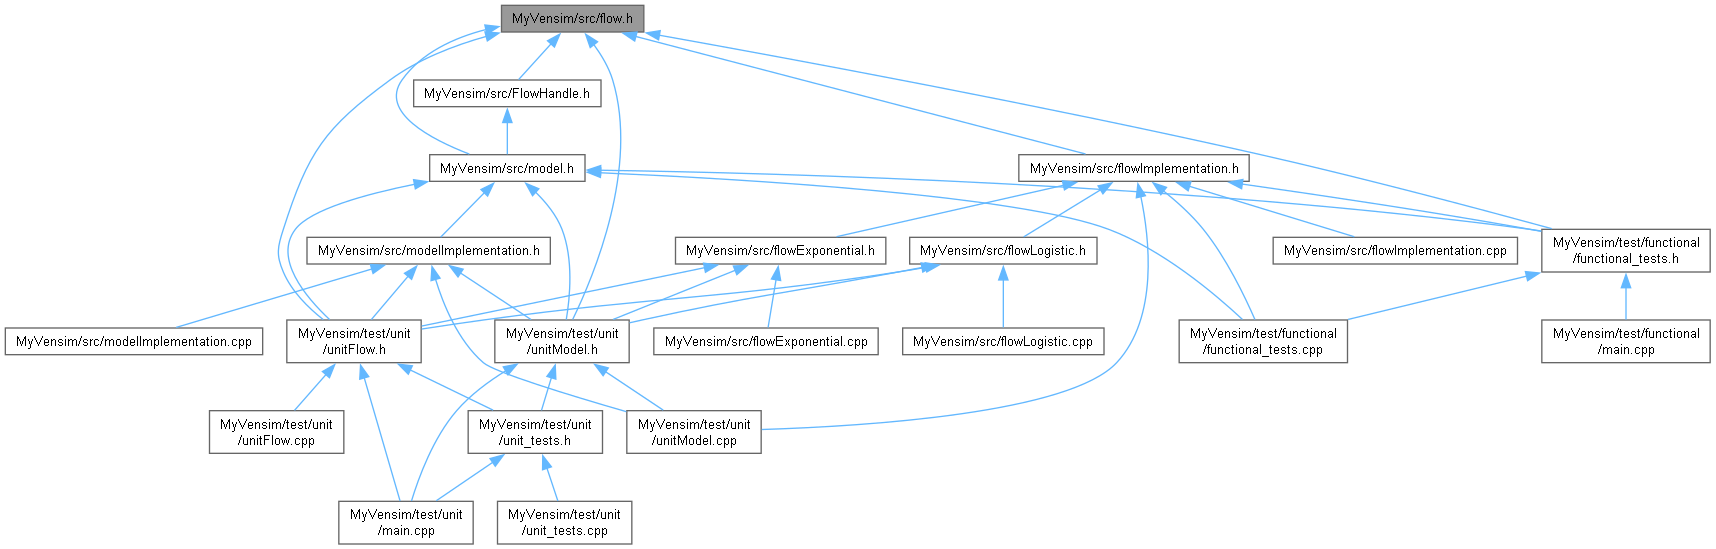 MyVensim/src/flow.h
MyVensim/src/FlowHandle.h
MyVensim/src/model.h
MyVensim/src/flowImplementation.h
MyVensim/src/modelImplementation.h
MyVensim/src/flowExponential.h
MyVensim/src/flowLogistic.h
MyVensim/src/flowImplementation.cpp
MyVensim/test/functional
/functional_tests.h
MyVensim/src/modelImplementation.cpp
MyVensim/test/unit
/unitFlow.h
MyVensim/test/unit
/unitModel.h
MyVensim/src/flowExponential.cpp
MyVensim/src/flowLogistic.cpp
MyVensim/test/functional
/functional_tests.cpp
MyVensim/test/functional
/main.cpp
MyVensim/test/unit
/unitFlow.cpp
MyVensim/test/unit
/unit_tests.h
MyVensim/test/unit
/unitModel.cpp
MyVensim/test/unit
/main.cpp
MyVensim/test/unit
/unit_tests.cpp